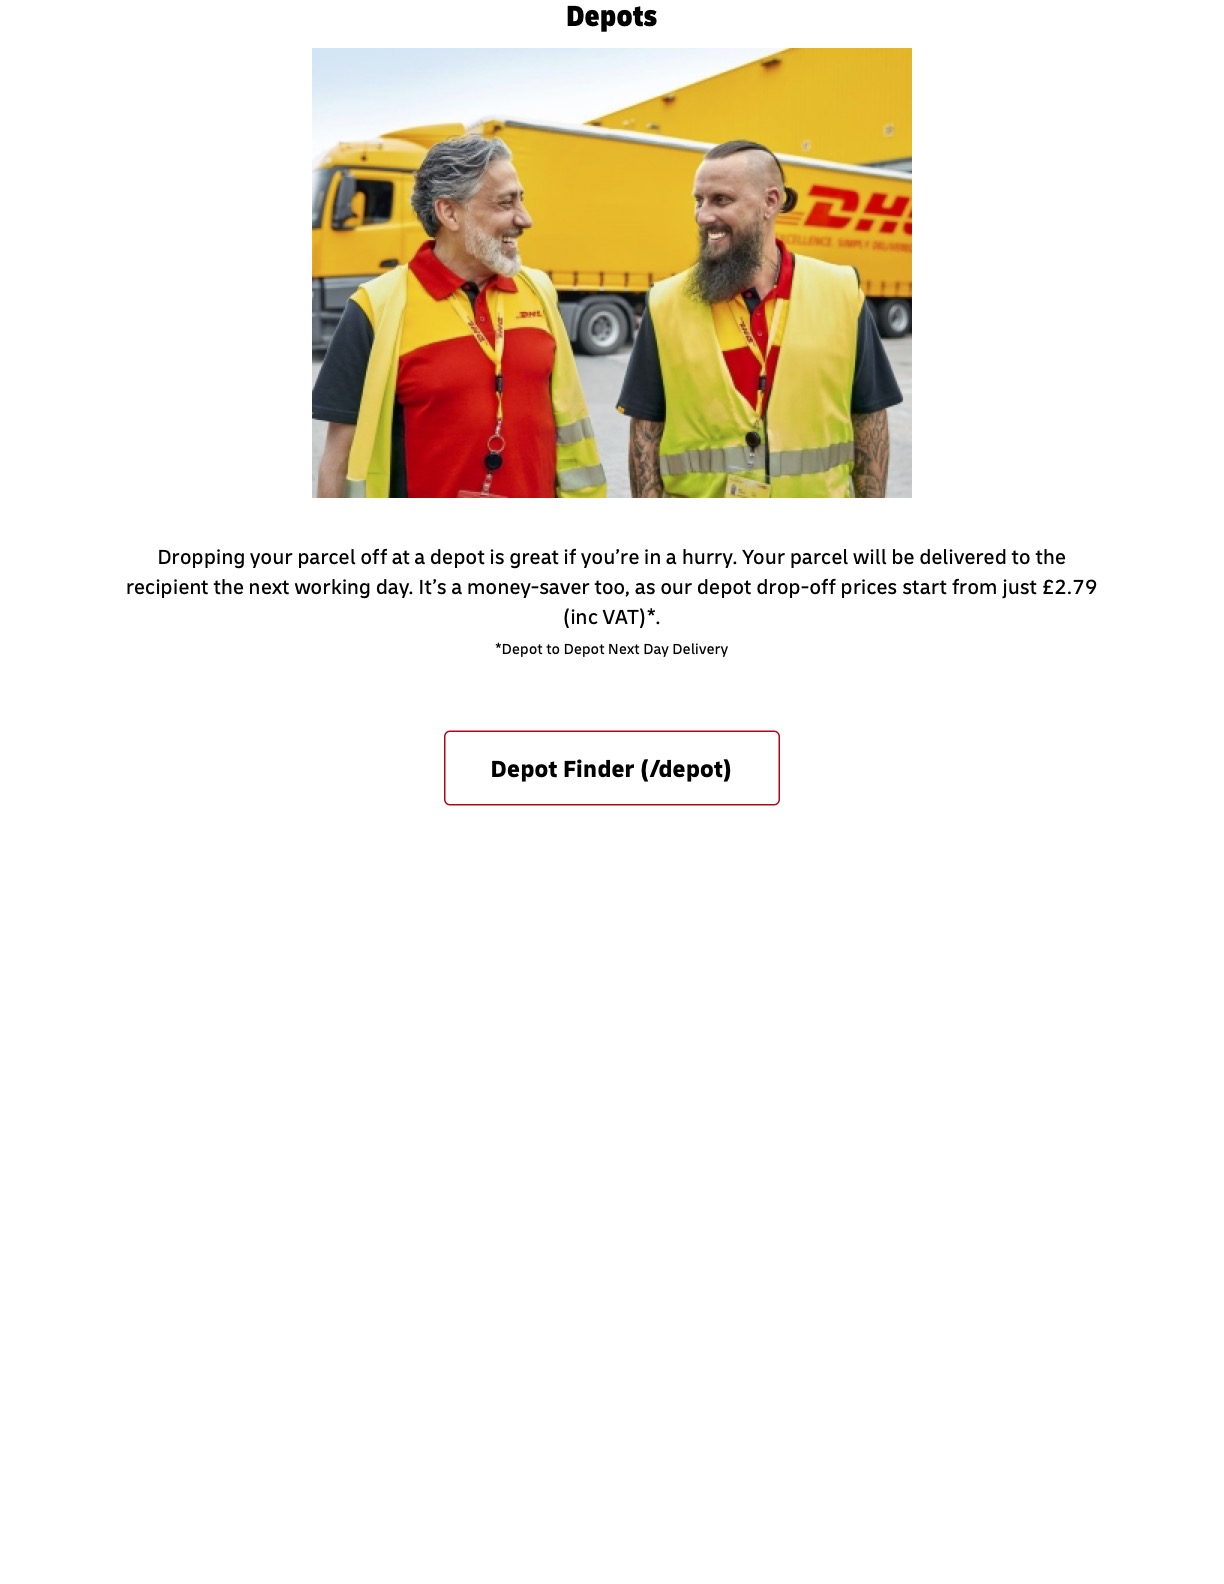 Depots
DHL
EXCELLENCE. SIMPLY DELIVERED
DHL
DHL
DHL
DHL
Dropping your parcel off at a depot is great if you’re in a hurry. Your parcel will be delivered to the
recipient the next working day. It’s a money-saver too, as our depot drop-off prices start from just £2.79
(inc VAT)*.
*Depot to Depot Next Day Delivery
Depot Finder (/depot)